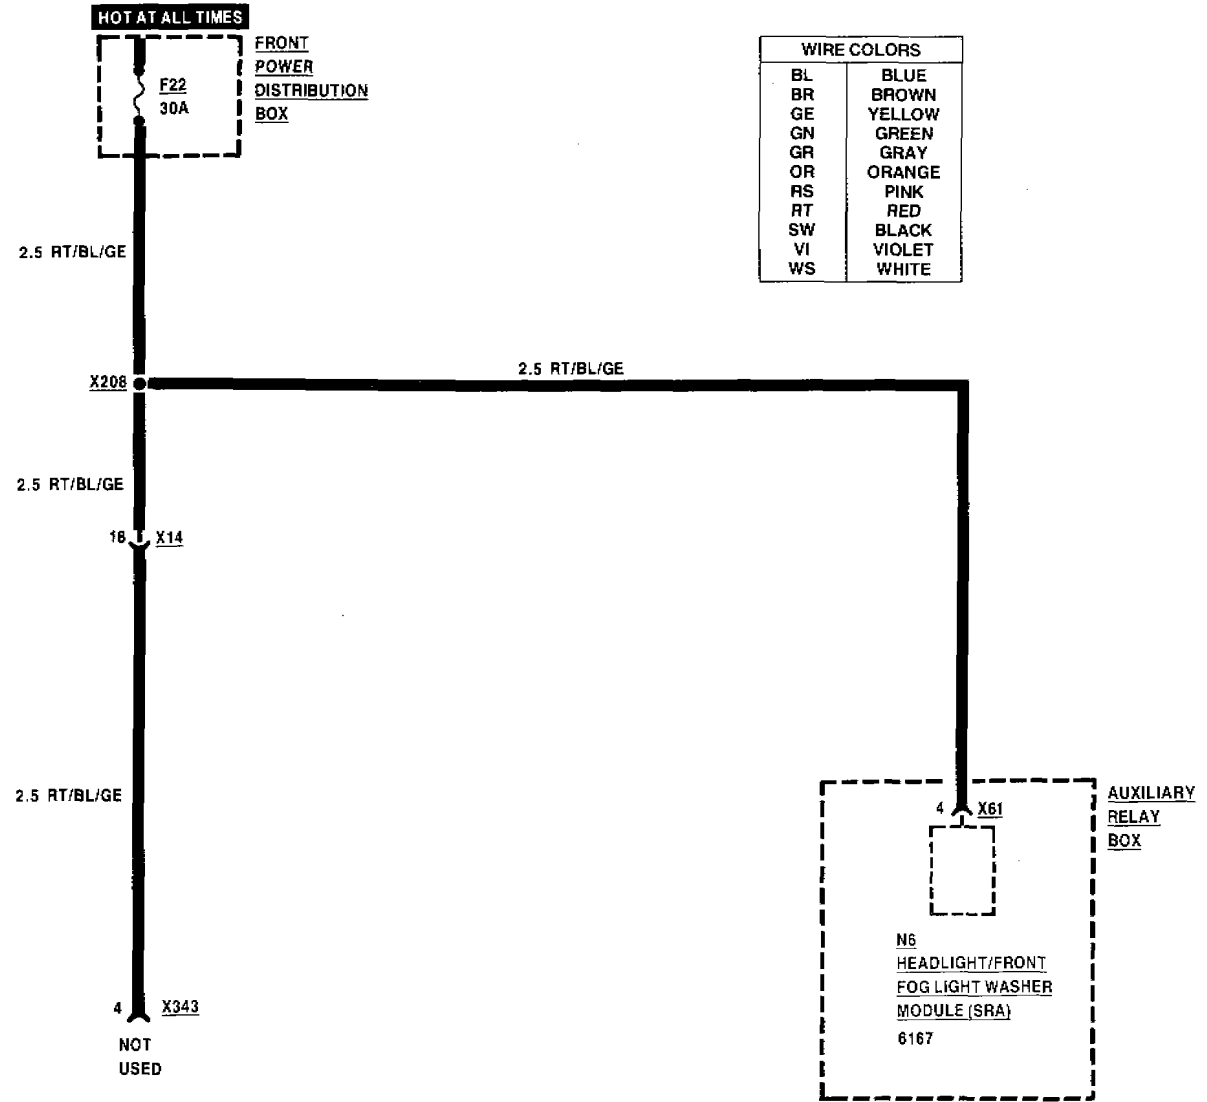 HOT AT ALL TIMES
FRONT
POWER
DISTRIBUTION
BOX
F22
30A
WIRE COLORS
BL BLUE
BR BROWN
GE YELLOW
GN GREEN
GR GRAY
OR ORANGE
RS PINK
RT RED
SW BLACK
VI VIOLET
WS WHITE
2.5 RT/BL/GE
X208
2.5 RT/BL/GE
2.5 RT/BL/GE
18 X14
2.5 RT/BL/GE
AUXILIARY
RELAY
BOX
4 X61
N6
HEADLIGHT/FRONT
FOG LIGHT WASHER
MODULE (SRA)
6167
4 X343
NOT
USED